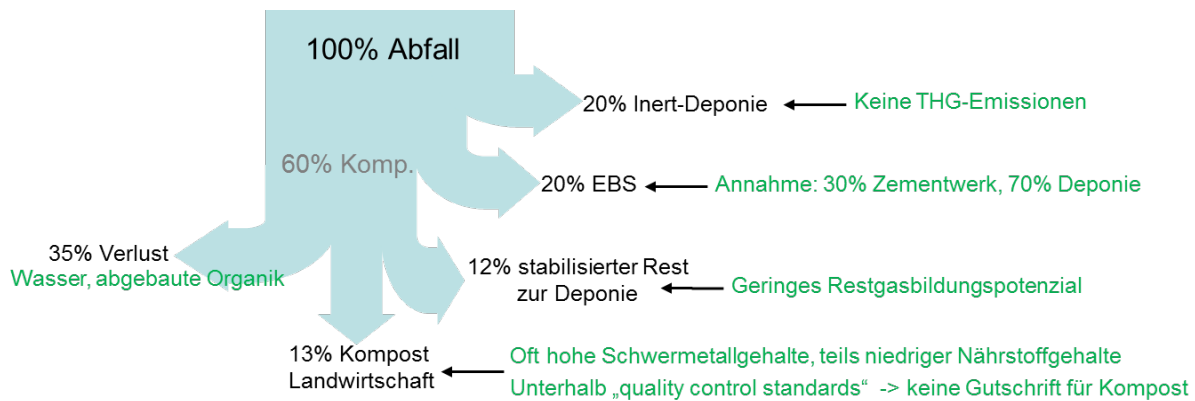 100% Abfall
20% Inert-Deponie
Keine THG-Emissionen
60% Komp.
20% EBS
Annahme: 30% Zementwerk, 70% Deponie
35% Verlust
Wasser, abgebaute Organik
12% stabilisierter Rest
zur Deponie
Geringes Restgasbildungspotenzial
13% Kompost
Landwirtschaft
Oft hohe Schwermetallgehalte, teils niedriger Nährstoffgehalte
Unterhalb „quality control standards“ -> keine Gutschrift für Kompost